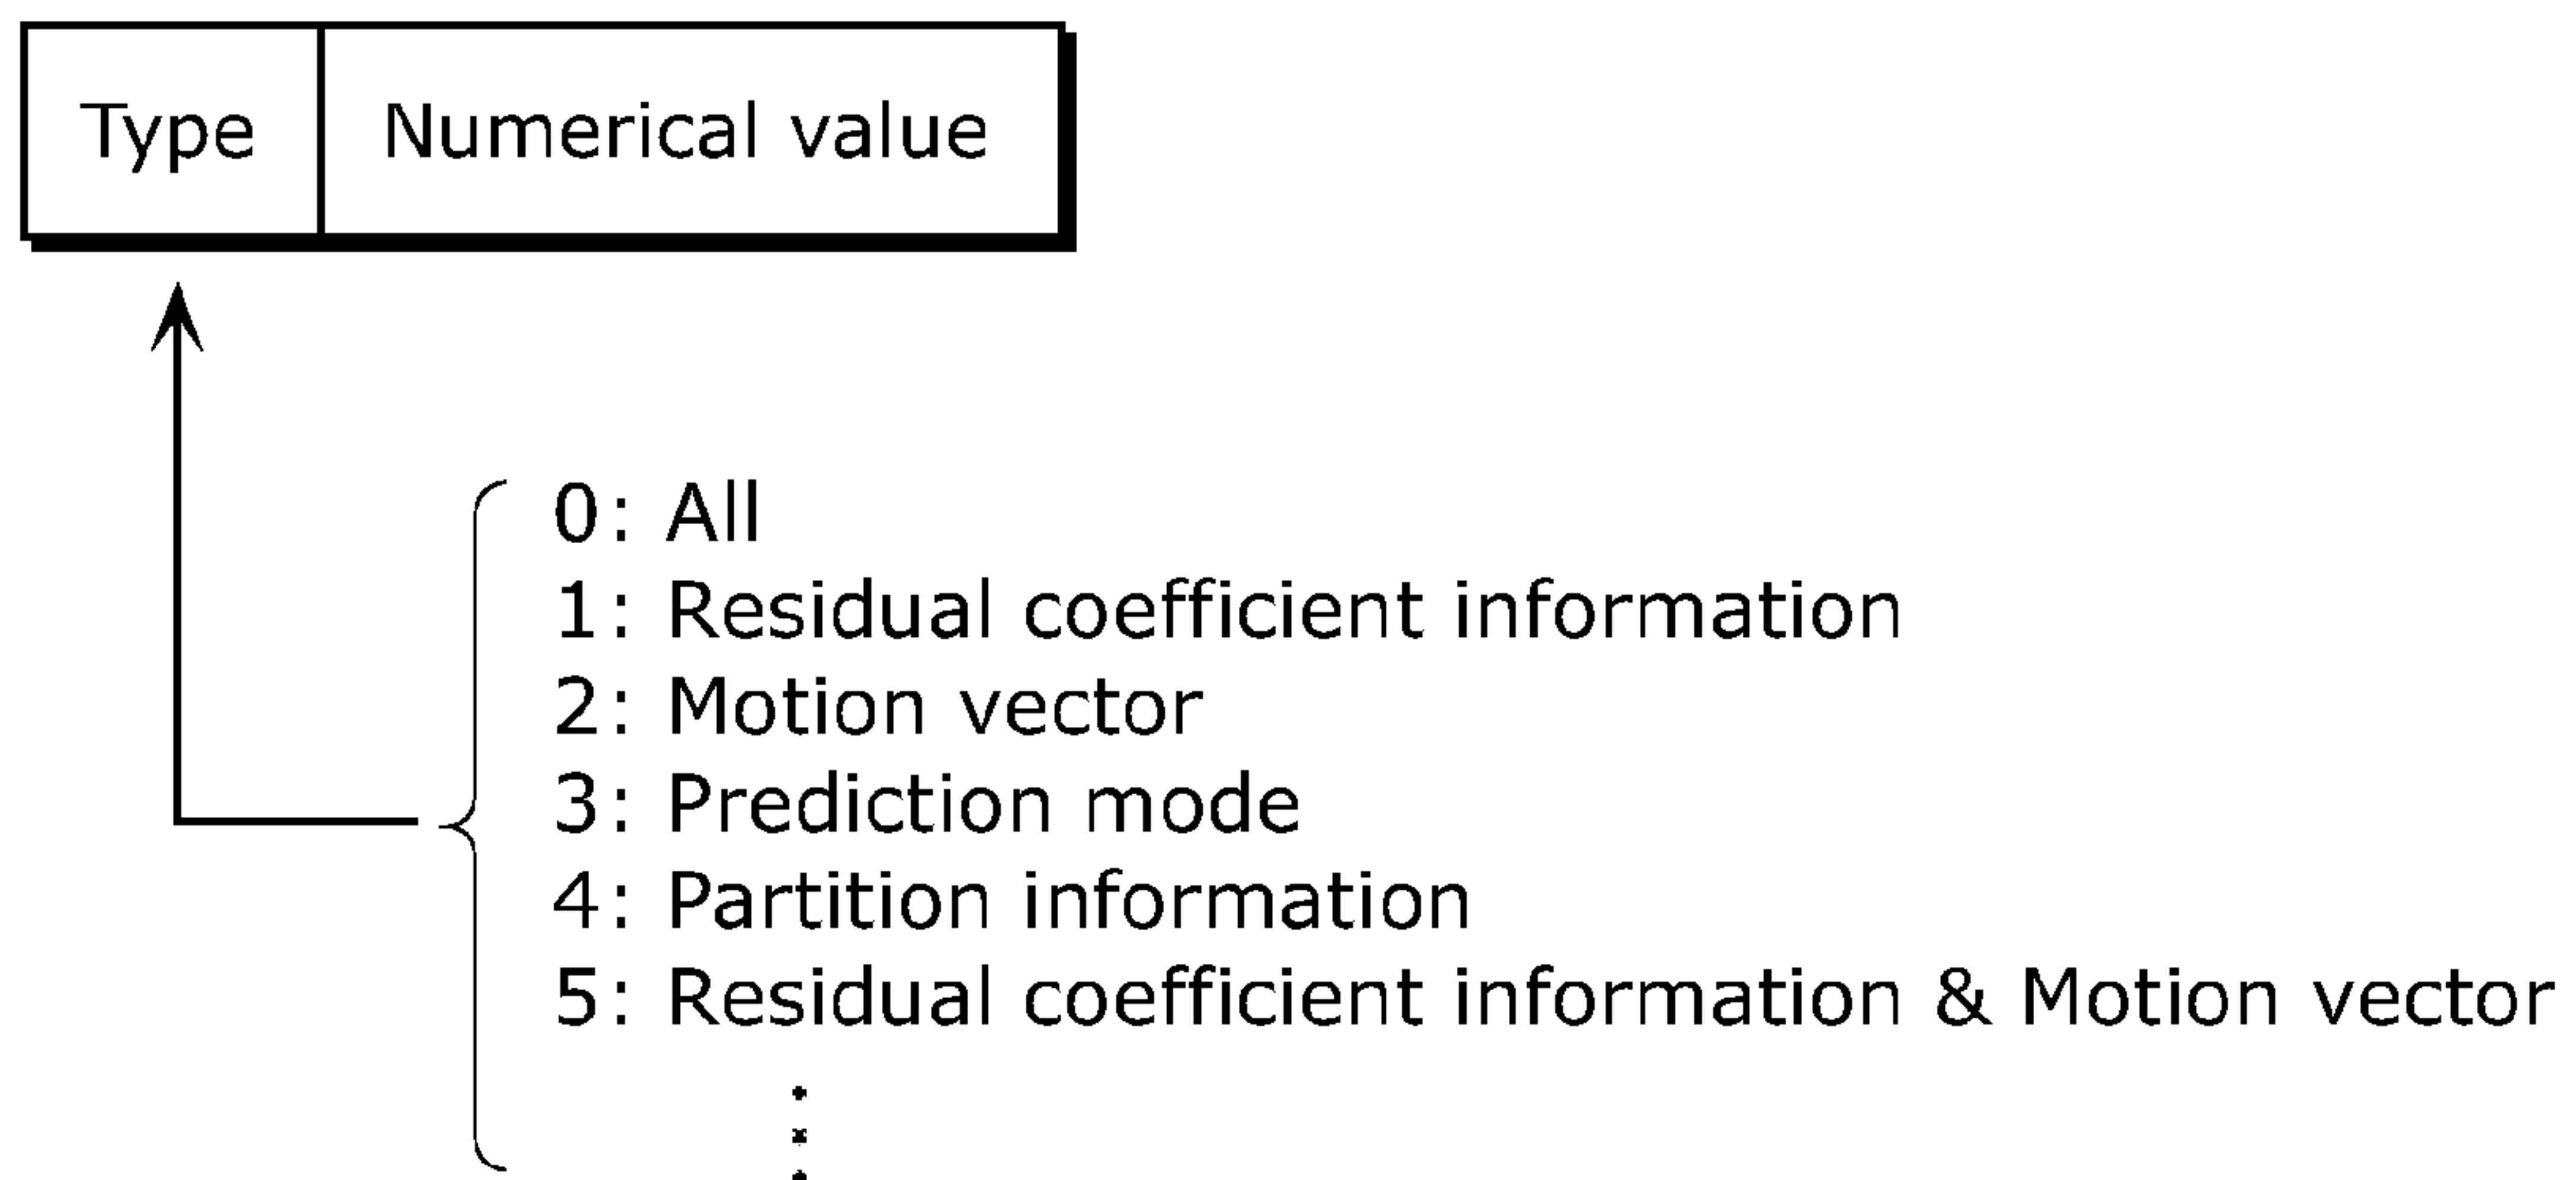 Type Numerical value
0: All
1: Residual coefficient information
2: Motion vector
3: Prediction mode
4: Partition information
5: Residual coefficient information & Motion vector